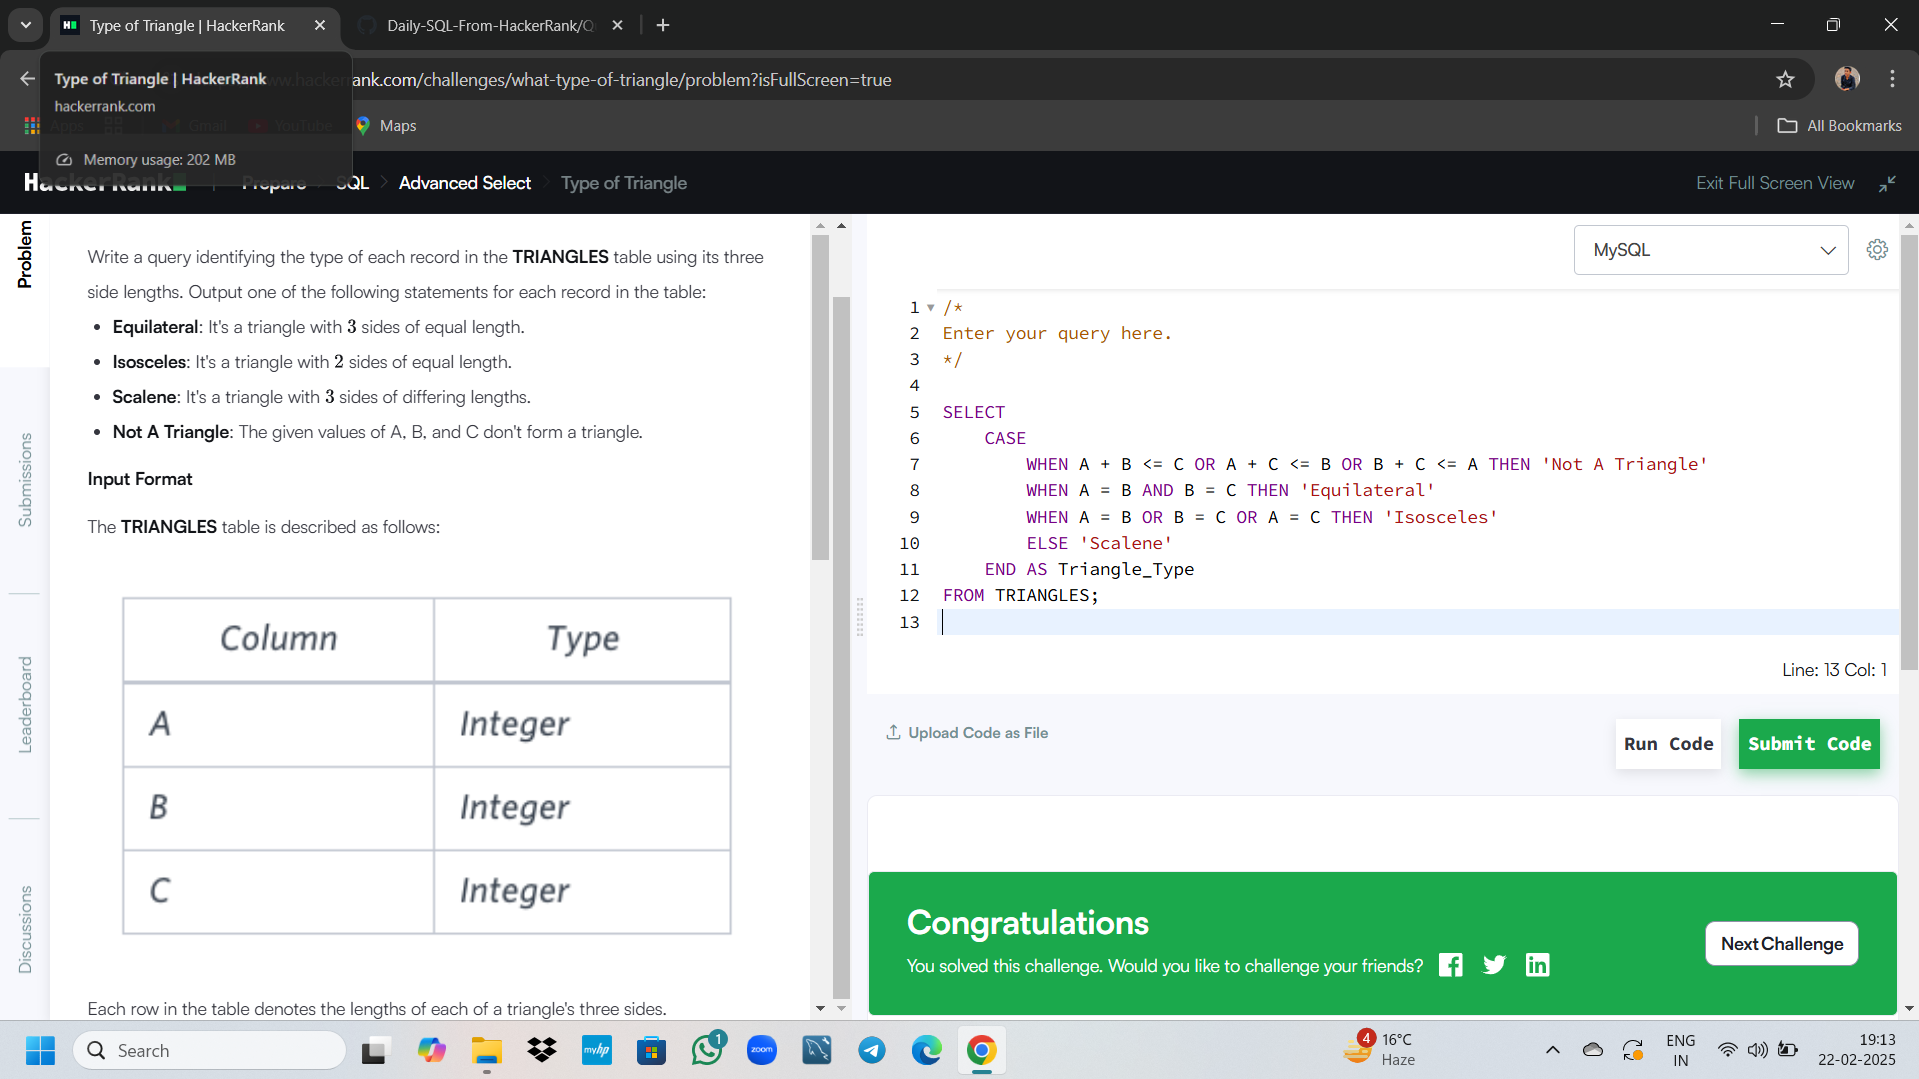 Type of Triangle | HackerRank
Daily-SQL-From-HackerRank/Q
Type of Triangle | HackerRank
hackerrank.com
Memory usage: 202 MB
www.hackerrank.com/challenges/what-type-of-triangle/problem?isFullScreen=true
Apps
Gmail
YouTube
Maps
All Bookmarks
HackerRank
Prepare
SQL
Advanced Select
Type of Triangle
Exit Full Screen View
Problem
Submissions
Leaderboard
Discussions
Write a query identifying the type of each record in the TRIANGLES table using its three
side lengths. Output one of the following statements for each record in the table:
• Equilateral: It's a triangle with 3 sides of equal length.
• Isosceles: It's a triangle with 2 sides of equal length.
• Scalene: It's a triangle with 3 sides of differing lengths.
• Not A Triangle: The given values of A, B, and C don't form a triangle.
Input Format
The TRIANGLES table is described as follows:
Column Type
A Integer
B Integer
C Integer
Each row in the table denotes the lengths of each of a triangle's three sides.
MySQL
1 /*
2 Enter your query here.
3 */
4
5 SELECT
6 CASE
7 WHEN A + B <= C OR A + C <= B OR B + C <= A THEN 'Not A Triangle'
8 WHEN A = B AND B = C THEN 'Equilateral'
9 WHEN A = B OR B = C OR A = C THEN 'Isosceles'
10 ELSE 'Scalene'
11 END AS Triangle_Type
12 FROM TRIANGLES;
13
Line: 13 Col: 1
Upload Code as File
Run Code
Submit Code
Congratulations
You solved this challenge. Would you like to challenge your friends?
Next Challenge
Search
myhp
1
zoom
4
16°C
Haze
ENG
IN
19:13
22-02-2025